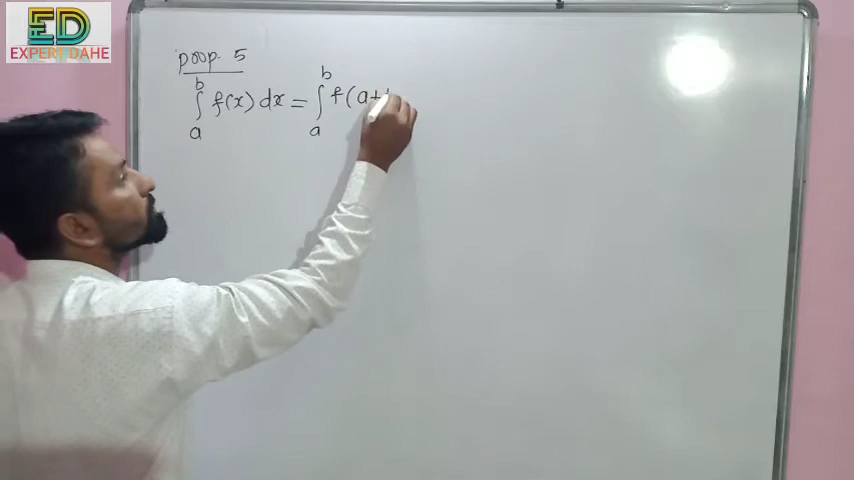 ED
EXPERT DAHE
poop. 5
∫ₐᵇ f(x) dx = ∫ₐᵇ f(a+